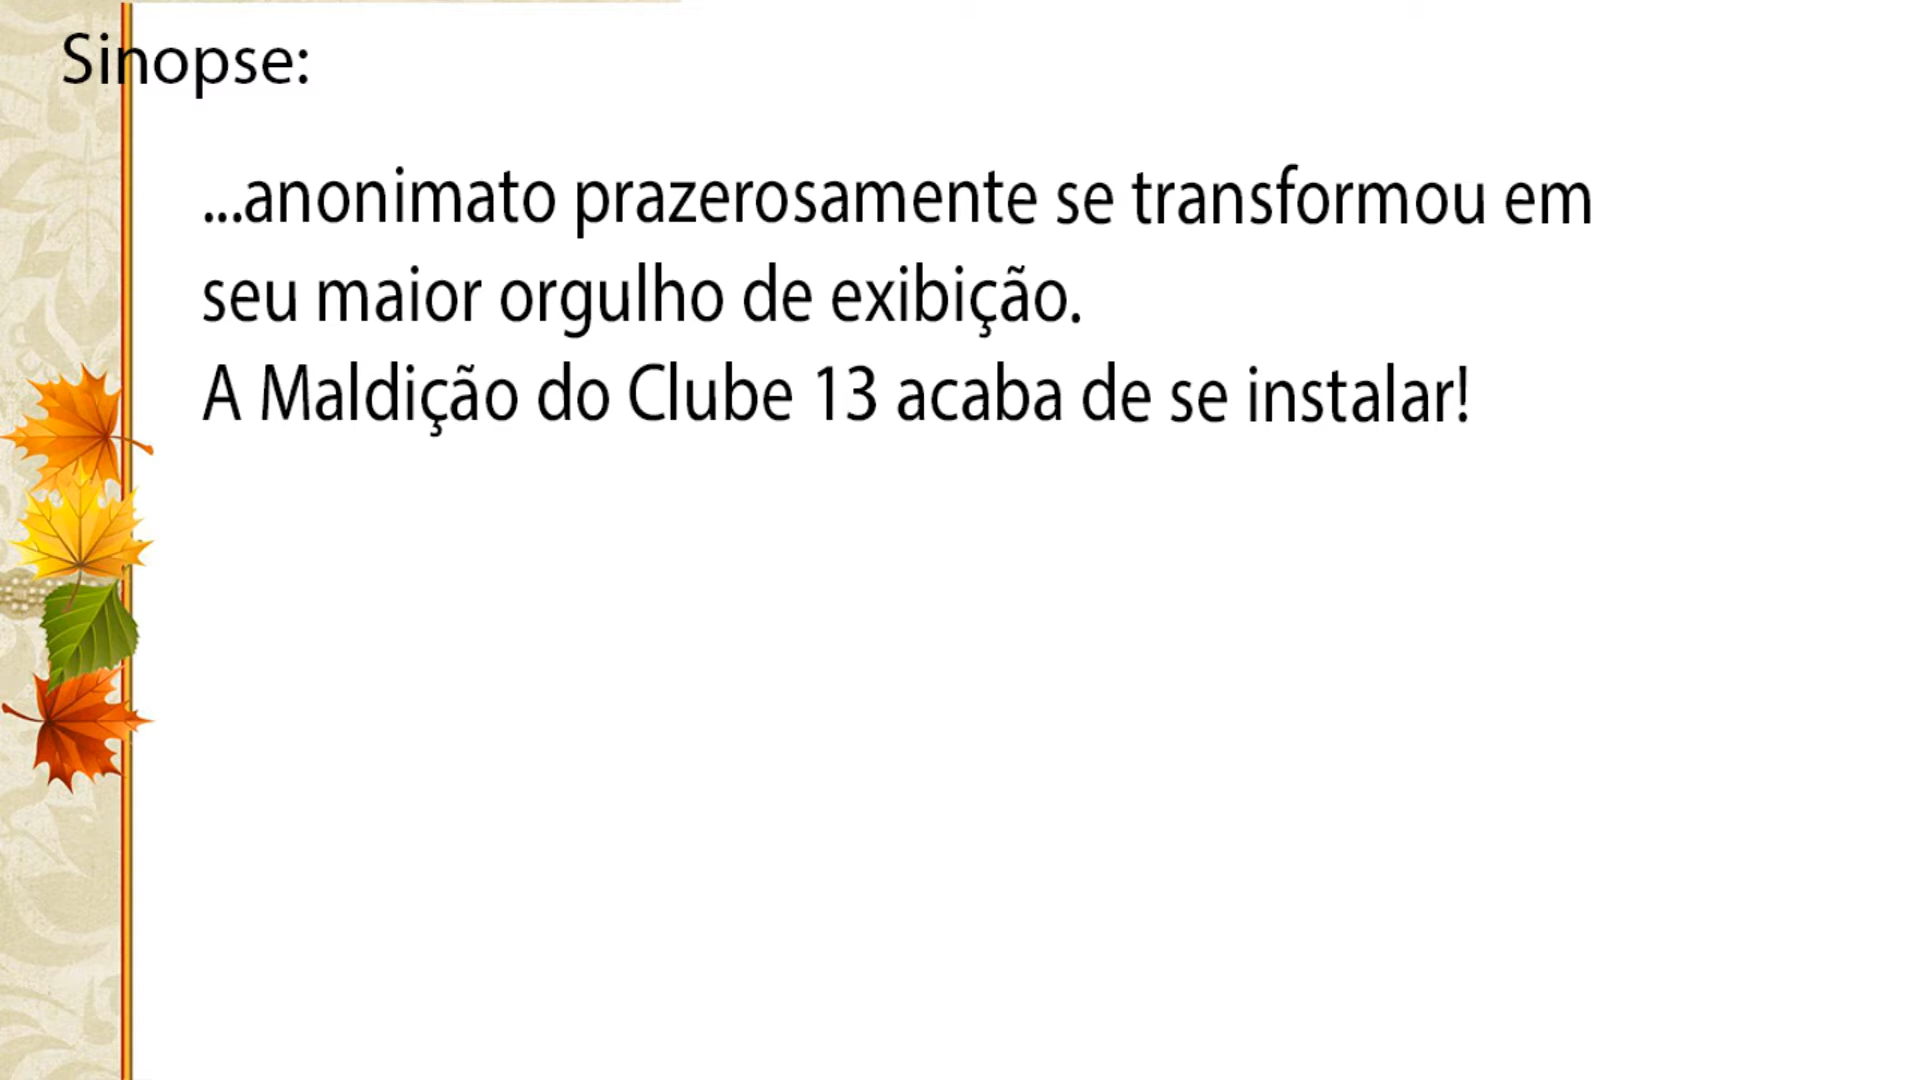 Sinopse:
...anonimato prazerosamente se transformou em
seu maior orgulho de exibição.
A Maldição do Clube 13 acaba de se instalar!